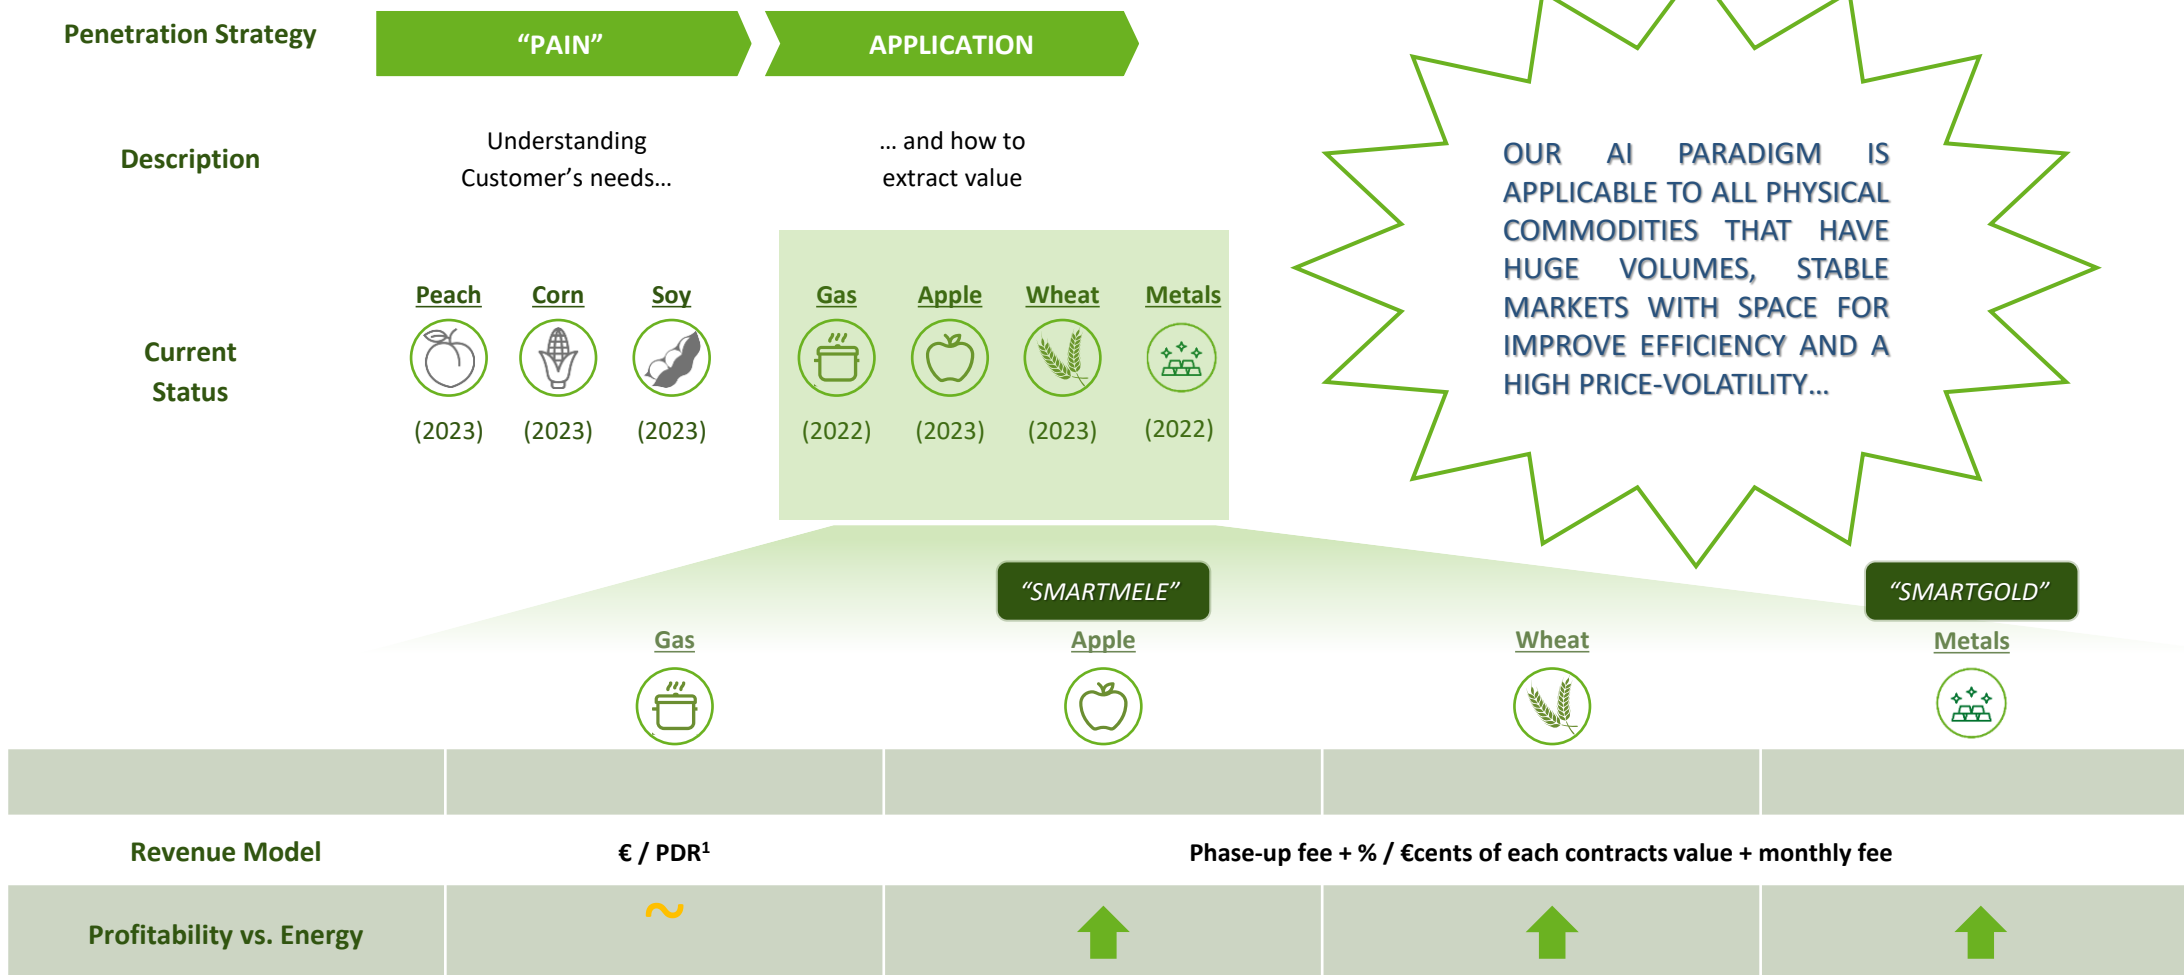 Penetration Strategy
“PAIN”
APPLICATION
Description
Understanding
Customer’s needs…
… and how to
extract value
OUR AI PARADIGM IS
APPLICABLE TO ALL PHYSICAL
COMMODITIES THAT HAVE
HUGE VOLUMES, STABLE
MARKETS WITH SPACE FOR
IMPROVE EFFICIENCY AND A
HIGH PRICE-VOLATILITY…
Current
Status
Peach Corn Soy Gas Apple Wheat Metals
(2023) (2023) (2023) (2022) (2023) (2023) (2022)
“SMARTMELE” “SMARTGOLD”
Gas Apple Wheat Metals
Revenue Model € / PDR¹ Phase-up fee + % / €cents of each contracts value + monthly fee
Profitability vs. Energy ~